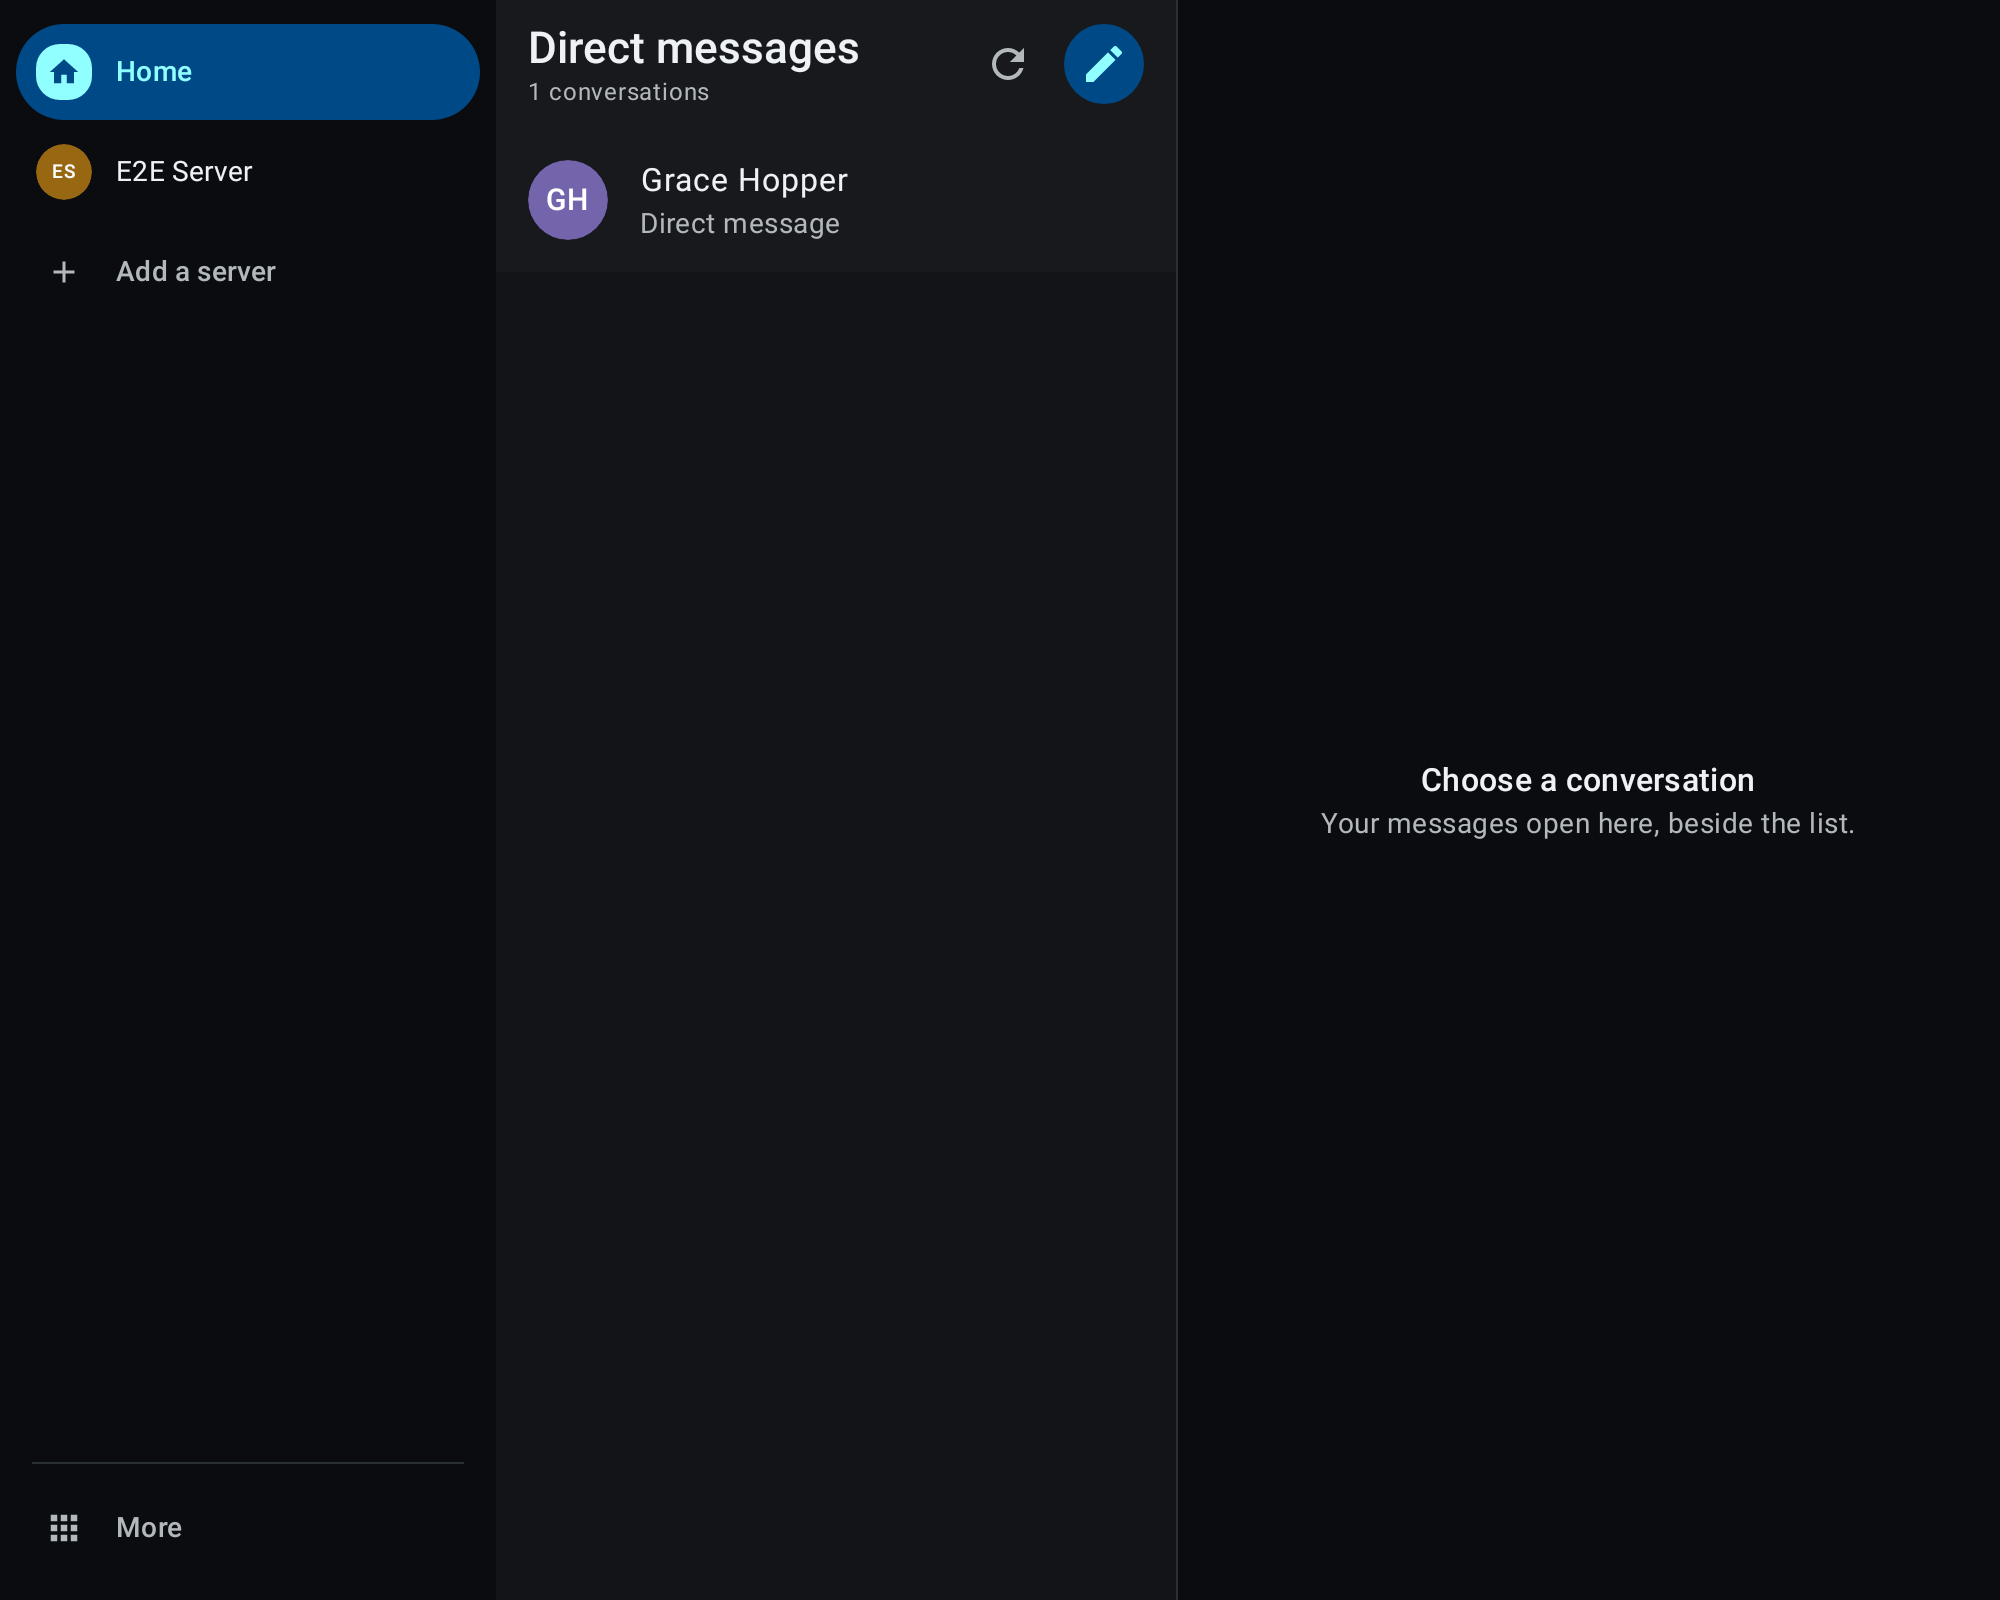 Home
ES
E2E Server
Add a server
More
Direct messages
1 conversations
GH
Grace Hopper
Direct message
Choose a conversation
Your messages open here, beside the list.